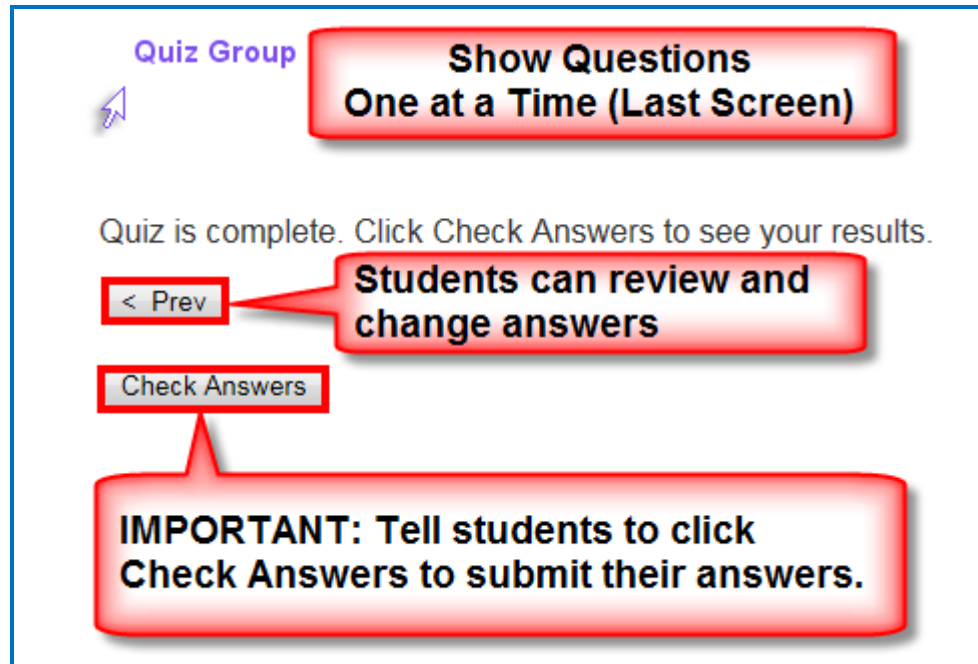 Quiz Group
Show Questions
One at a Time (Last Screen)
Quiz is complete. Click Check Answers to see your results.
< Prev
Students can review and
change answers
Check Answers
IMPORTANT: Tell students to click
Check Answers to submit their answers.